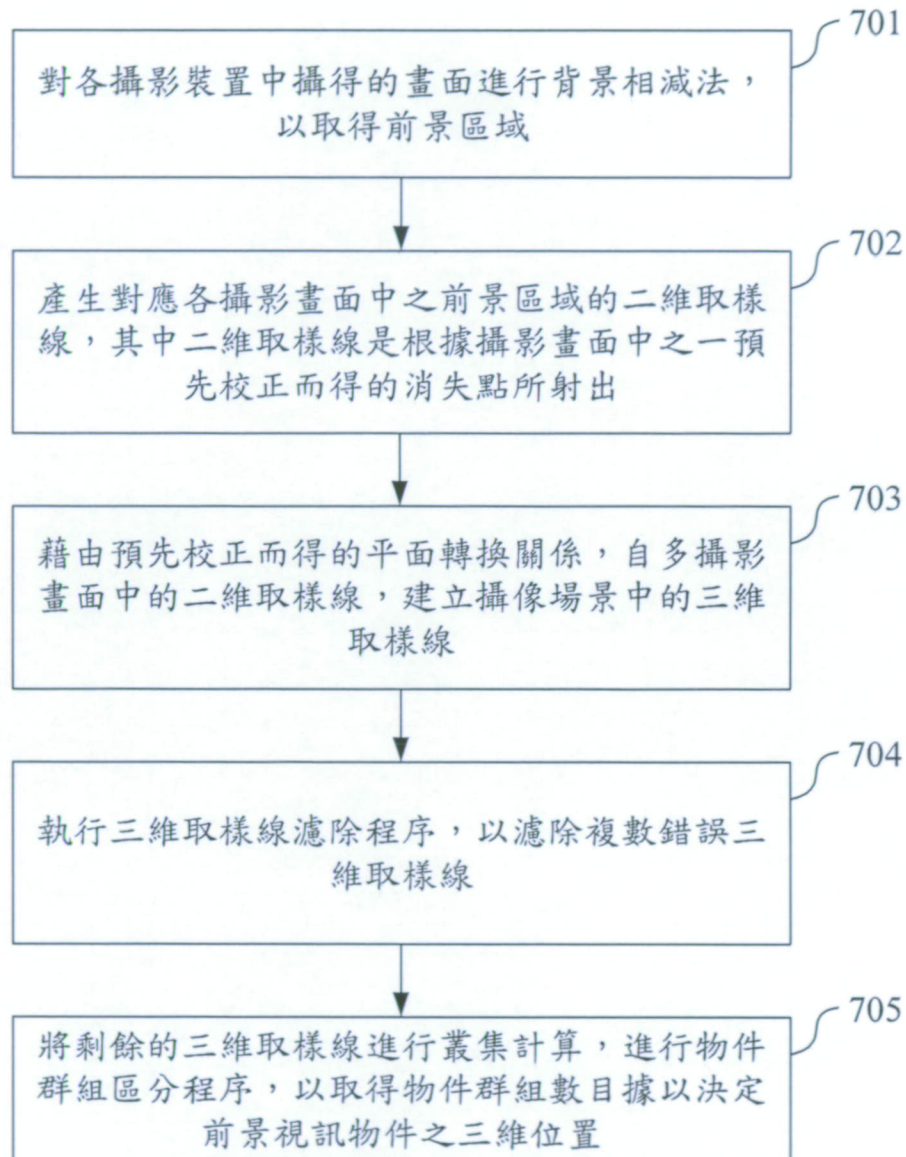 701
對各攝影裝置中攝得的畫面進行背景相減法，
以取得前景區域
702
產生對應各攝影畫面中之前景區域的二維取樣
線，其中二維取樣線是根據攝影畫面中之一預
先校正而得的消失點所射出
703
藉由預先校正而得的平面轉換關係，自多攝影
畫面中的二維取樣線，建立攝像場景中的三維
取樣線
704
執行三維取樣線濾除程序，以濾除複數錯誤三
維取樣線
705
將剩餘的三維取樣線進行叢集計算，進行物件
群組區分程序，以取得物件群組數目據以決定
前景視訊物件之三維位置